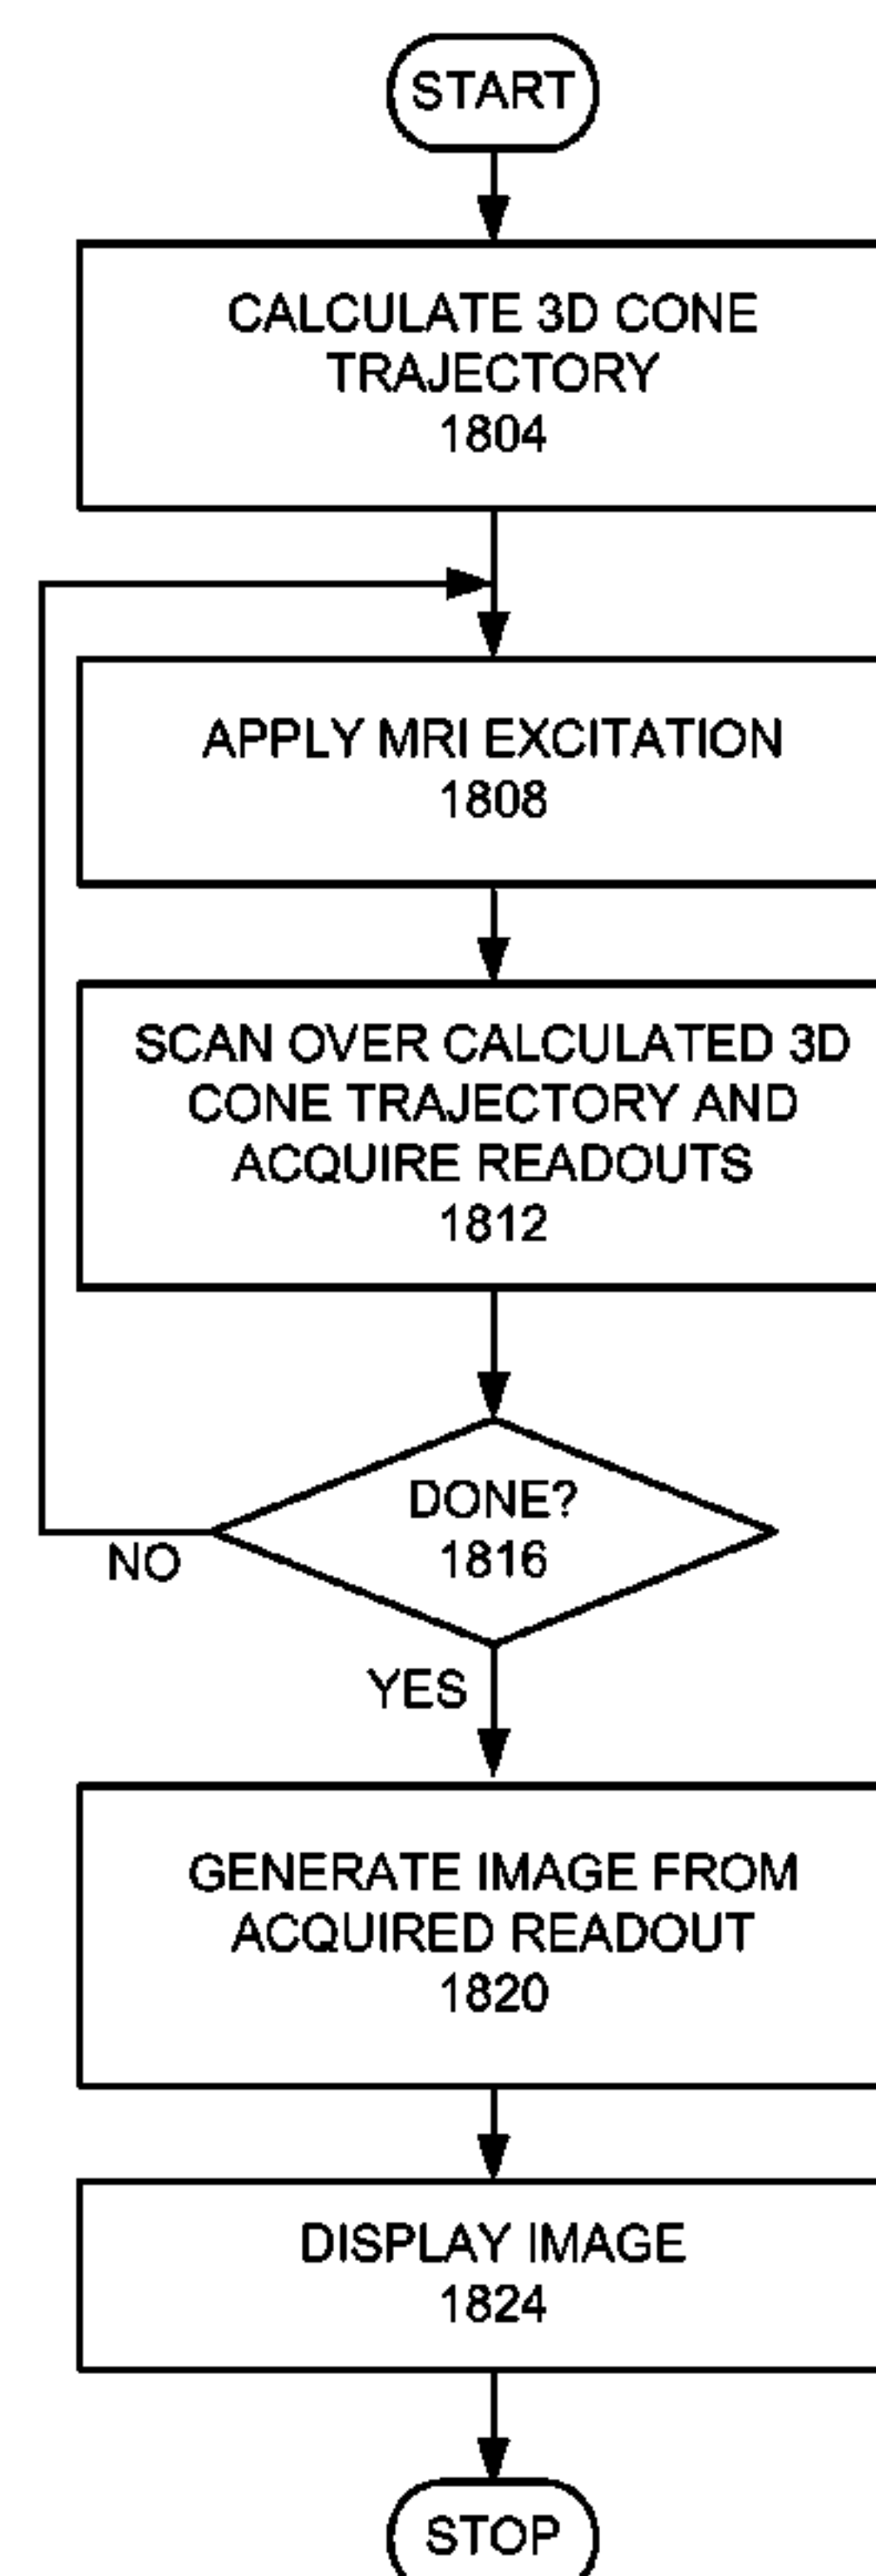 START
CALCULATE 3D CONE
TRAJECTORY
1804
APPLY MRI EXCITATION
1808
SCAN OVER CALCULATED 3D
CONE TRAJECTORY AND
ACQUIRE READOUTS
1812
DONE?
1816
NO
YES
GENERATE IMAGE FROM
ACQUIRED READOUT
1820
DISPLAY IMAGE
1824
STOP